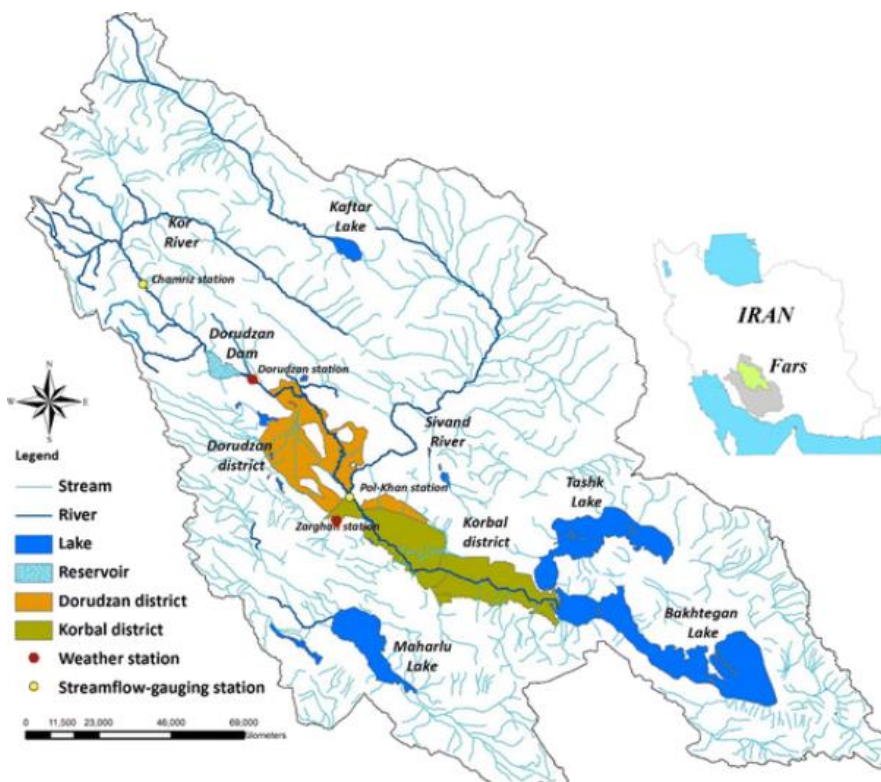 Kaftar
Lake
Kor
River
Chamriz station
IRAN
Fars
Dorudzan
Dam
Dorudzan station
N
W
E
S
Sivand
River
Dorudzan
district
Legend
Stream
River
Lake
Reservoir
Dorudzan district
Korbal district
Weather station
Streamflow-gauging station
Pol-Khan station
Zarghan station
Korbal
district
Tashk
Lake
Bakhtegan
Lake
Maharlu
Lake
0 11,500 23,000 46,000 69,000